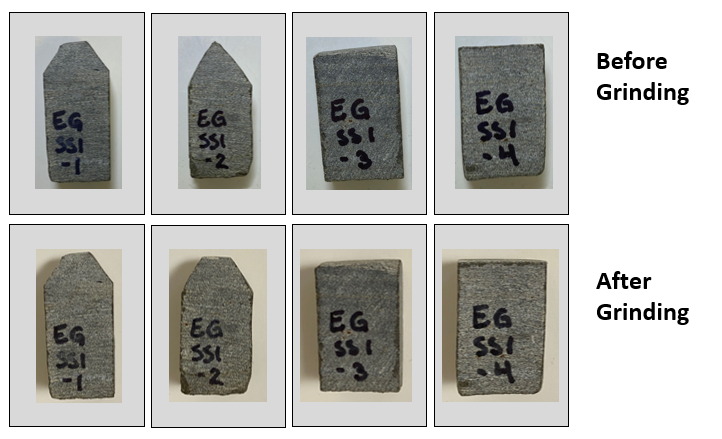 EG
SS1
-1
EG
SS1
-2
EG
SS1
-3
EG
SS1
-4
Before
Grinding
EG
SS1
-1
EG
SS1
-2
EG
SS1
-3
EG
SS1
-4
After
Grinding